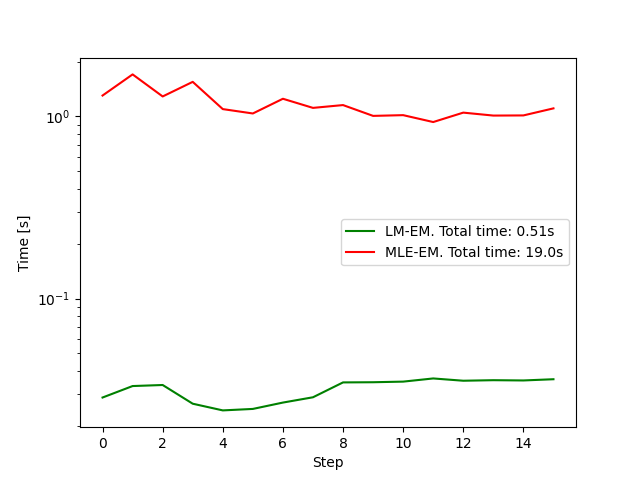 10^0
10^-1
Time [s]
LM-EM. Total time: 0.51s
MLE-EM. Total time: 19.0s
0 2 4 6 8 10 12 14
Step